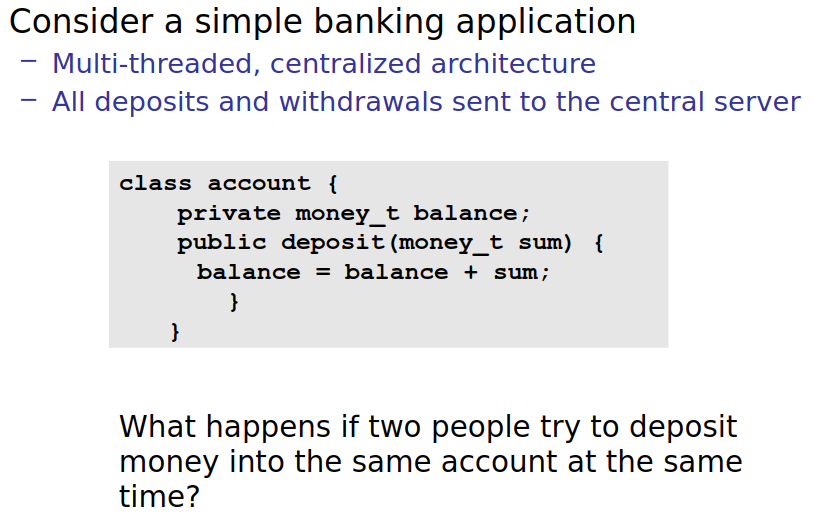 Consider a simple banking application
– Multi-threaded, centralized architecture
– All deposits and withdrawals sent to the central server
class account {
private money_t balance;
public deposit(money_t sum) {
balance = balance + sum;
}
}
What happens if two people try to deposit
money into the same account at the same
time?